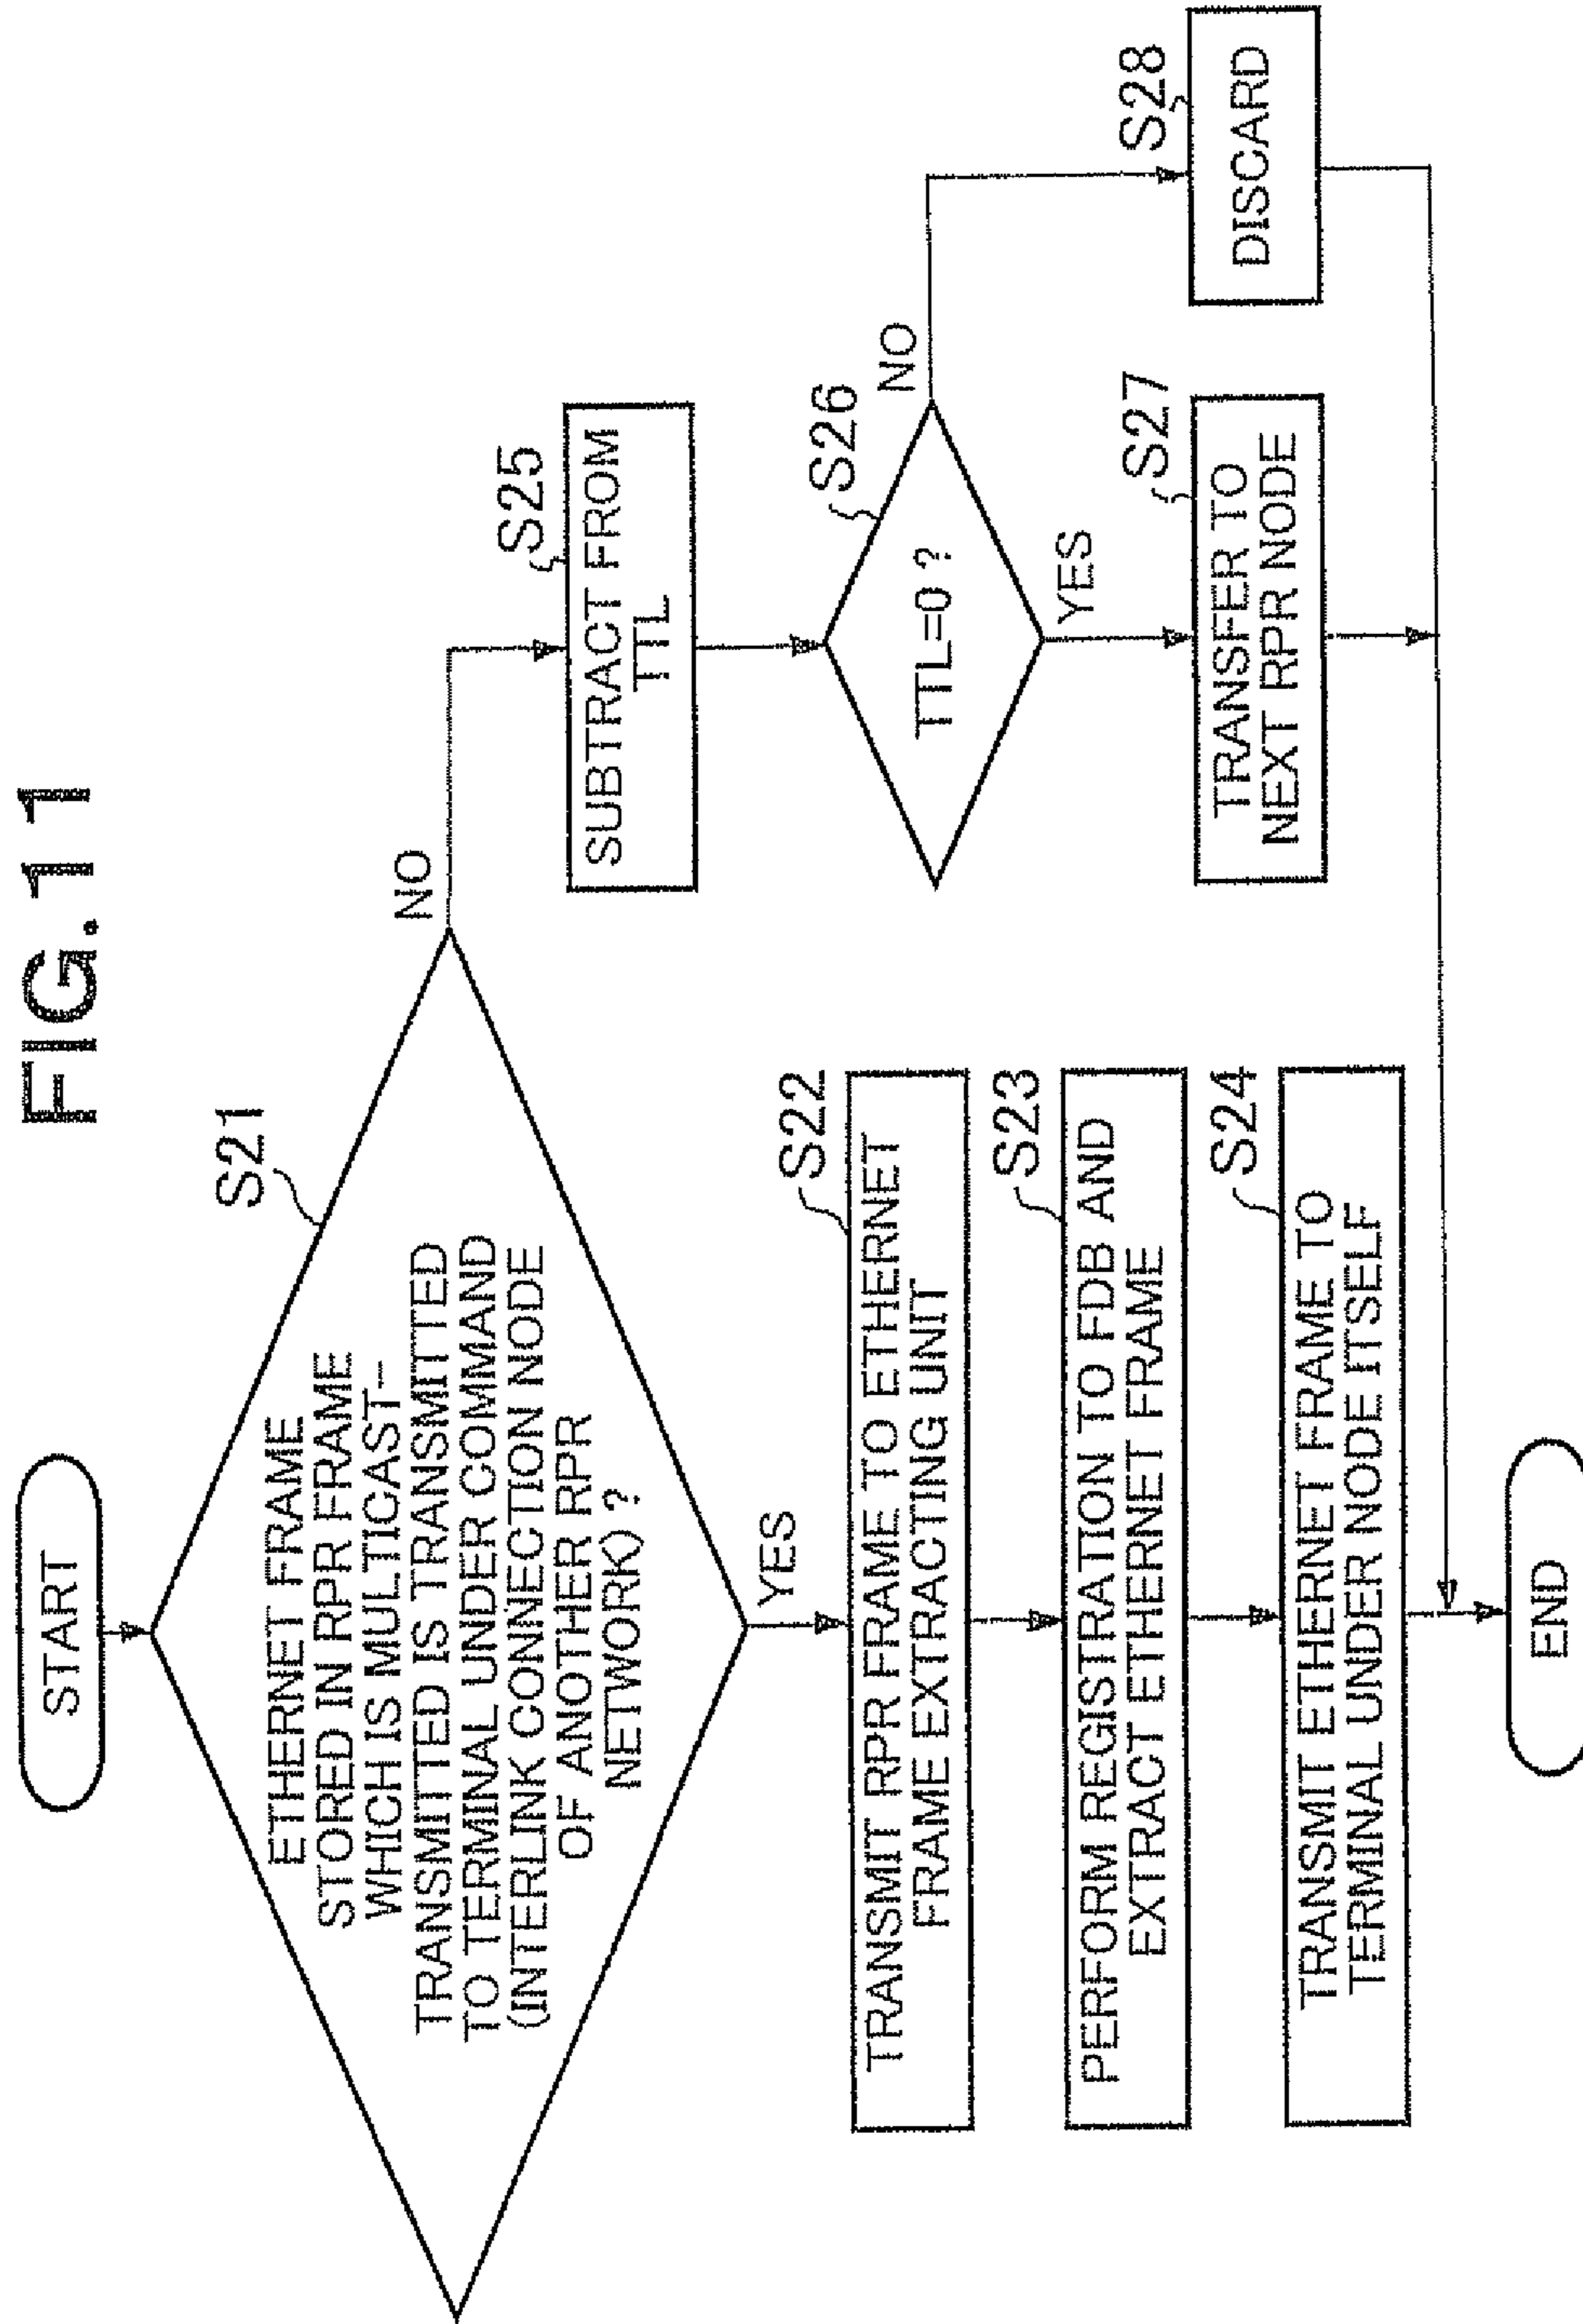 FIG.11
START
S21
ETHERNET FRAME
STORED IN RPR FRAME
WHICH IS MULTICAST-
TRANSMITTED IS TRANSMITTED
TO TERMINAL UNDER COMMAND
(INTERLINK CONNECTION NODE
OF ANOTHER RPR
NETWORK) ?
NO
YES
S22
TRANSMIT RPR FRAME TO ETHERNET
FRAME EXTRACTING UNIT
S23
PERFORM REGISTRATION TO FDB AND
EXTRACT ETHERNET FRAME
S24
TRANSMIT ETHERNET FRAME TO
TERMINAL UNDER NODE ITSELF
S25
SUBTRACT FROM
TTL
S26
TTL=0 ?
NO
YES
S27
TRANSFER TO
NEXT RPR NODE
S28
DISCARD
END